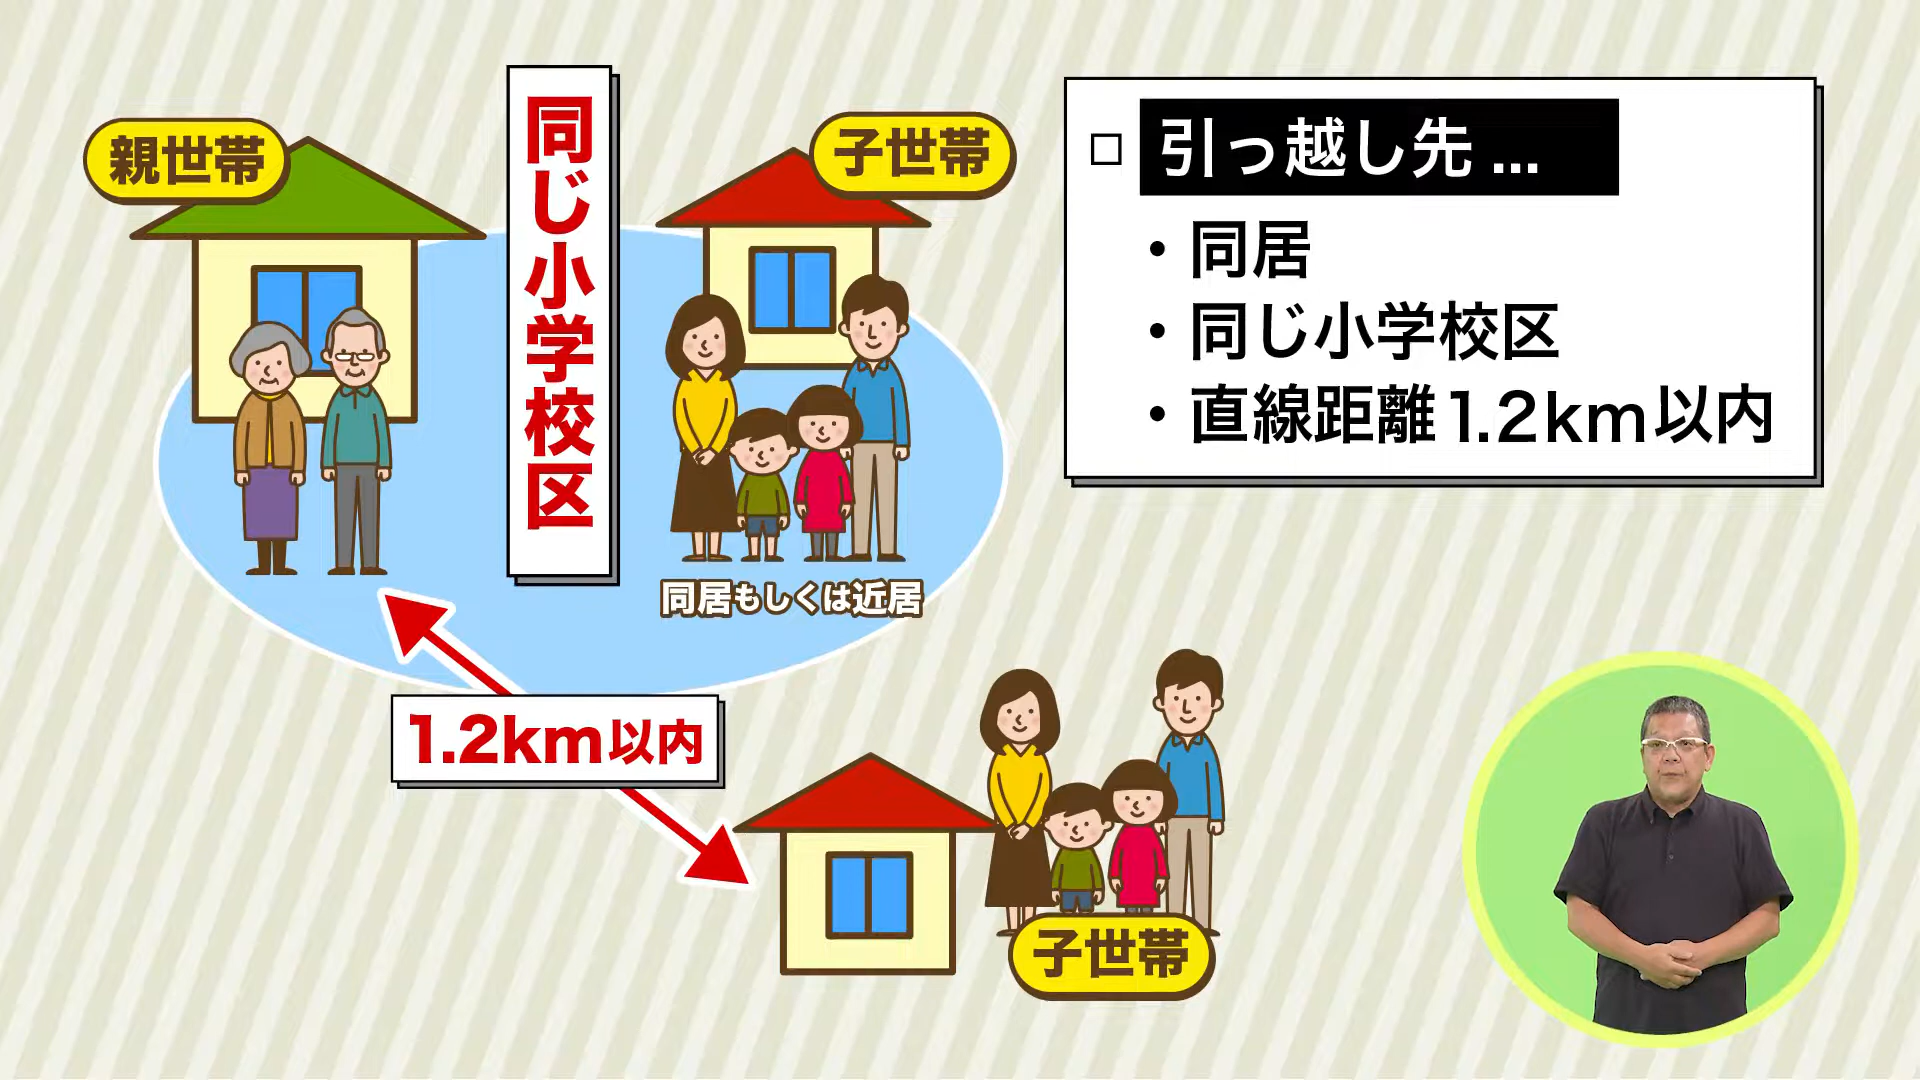 親世帯
同じ小学校区
子世帯
同居もしくは近居
1.2km以内
子世帯
□ 引っ越し先...
・同居
・同じ小学校区
・直線距離1.2km以内